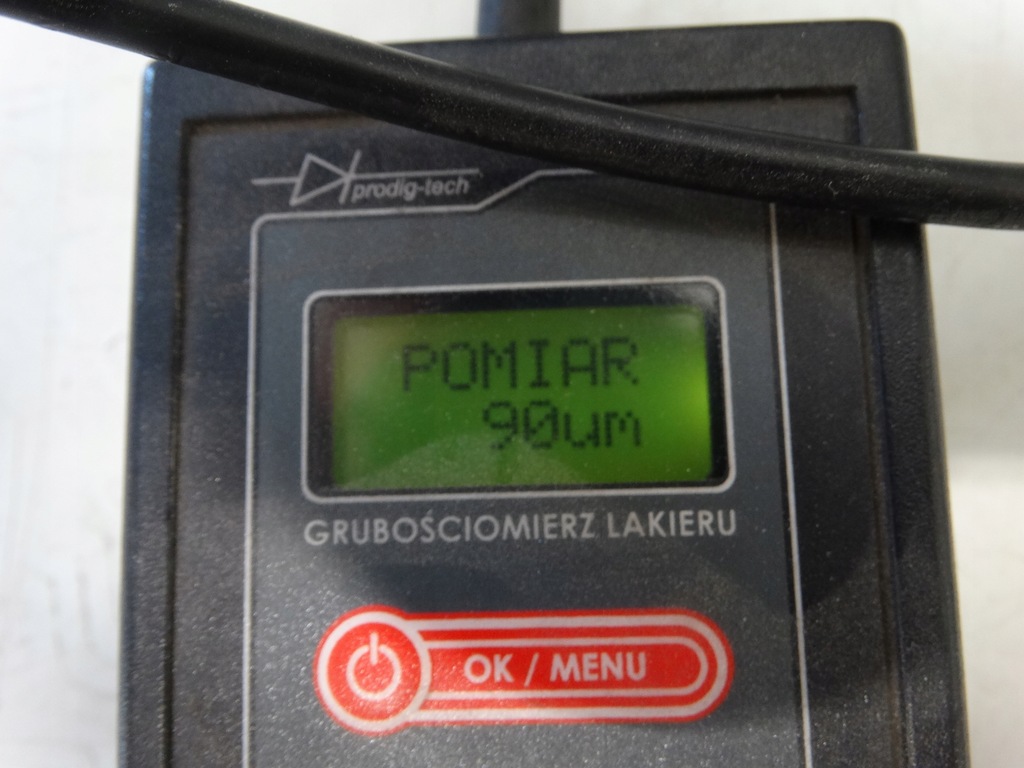 prodig-tech
POMIAR
90um
GRUBOŚCIOMIERZ LAKIERU
OK / MENU